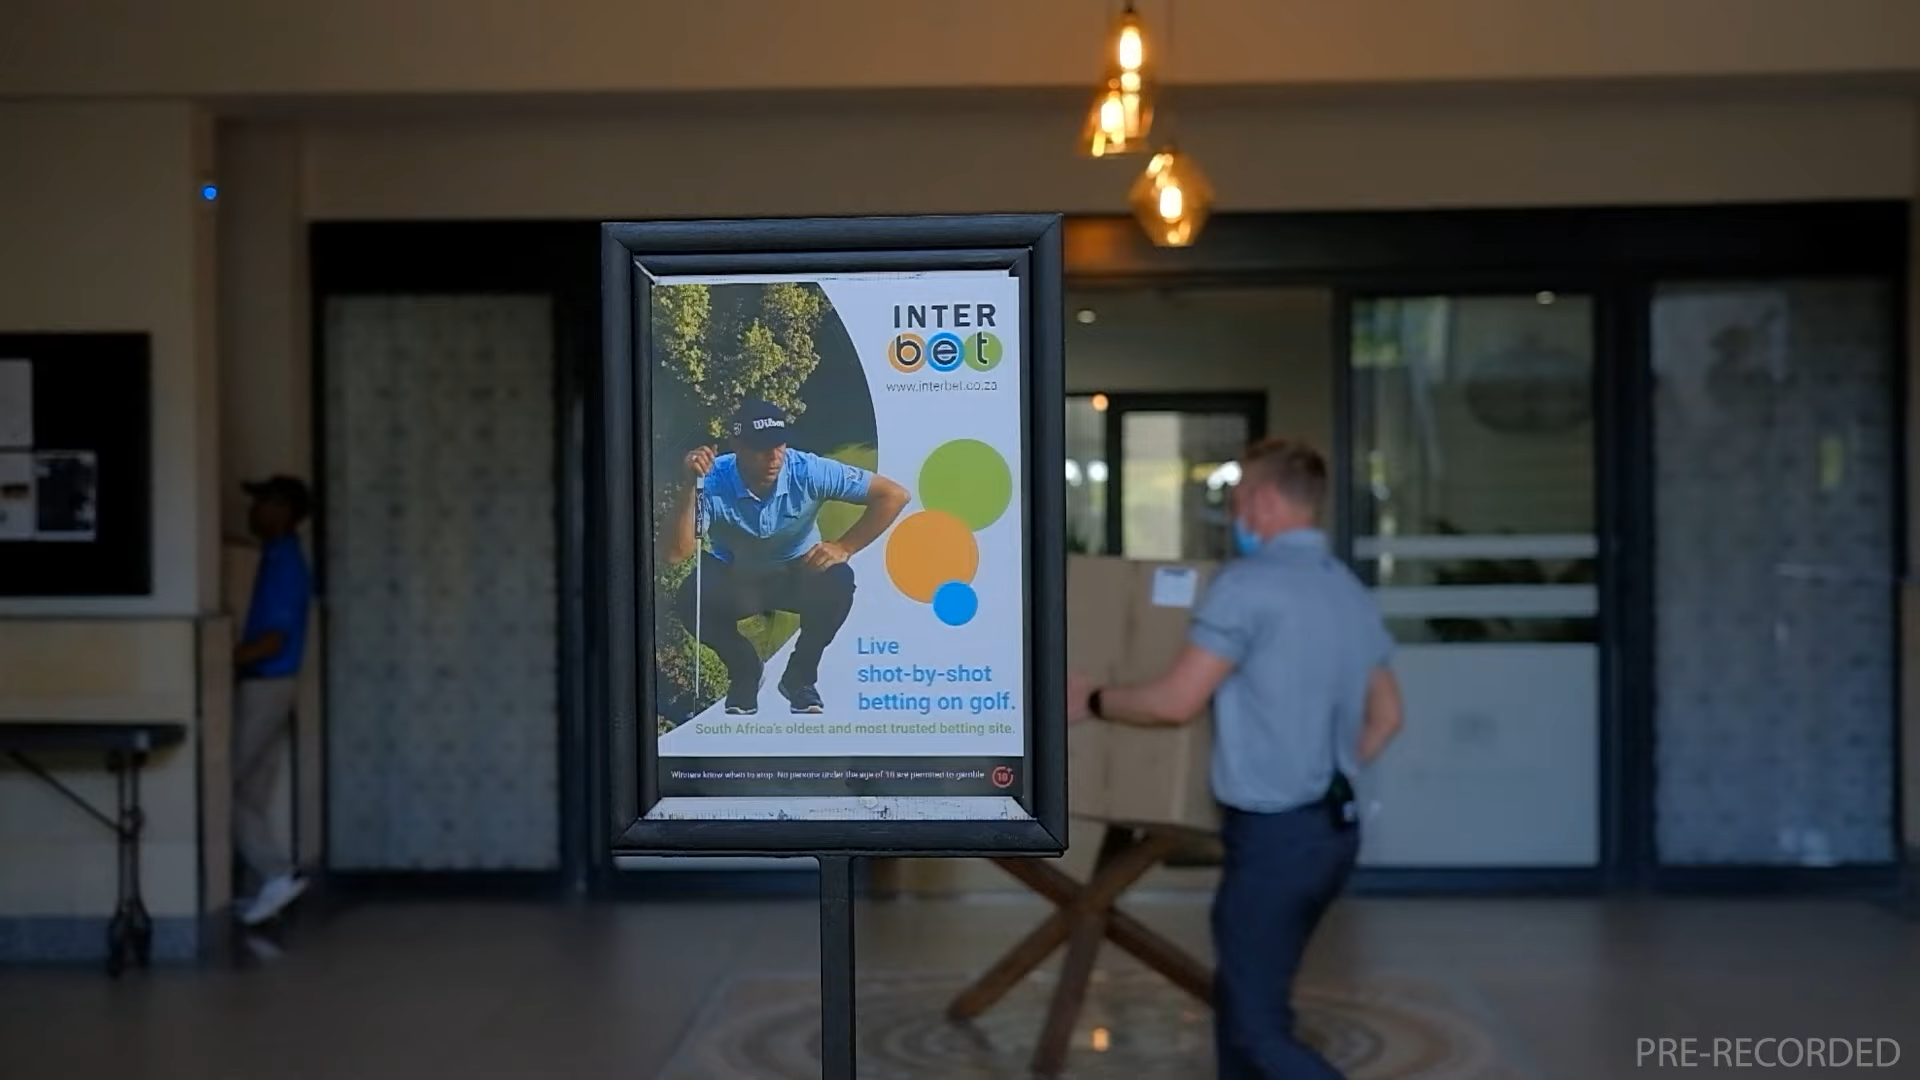 INTER
bet
www.interbet.co.za
Wilson
Live
shot-by-shot
betting on golf.
South Africa's oldest and most trusted betting site.
Winners know when to stop. No persons under the age of 18 are permitted to gamble
18+
PRE-RECORDED